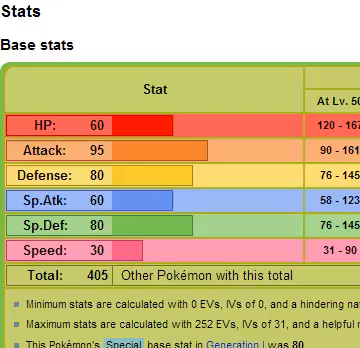 Stats
Base stats
Stat
At Lv. 50
HP: 60 120 - 167
Attack: 95 90 - 161
Defense: 80 76 - 145
Sp.Atk: 60 58 - 123
Sp.Def: 80 76 - 145
Speed: 30 31 - 90
Total: 405 Other Pokémon with this total
Minimum stats are calculated with 0 EVs, IVs of 0, and a hindering na
Maximum stats are calculated with 252 EVs, IVs of 31, and a helpful n
This Pokémon's Special base stat in Generation I was 80